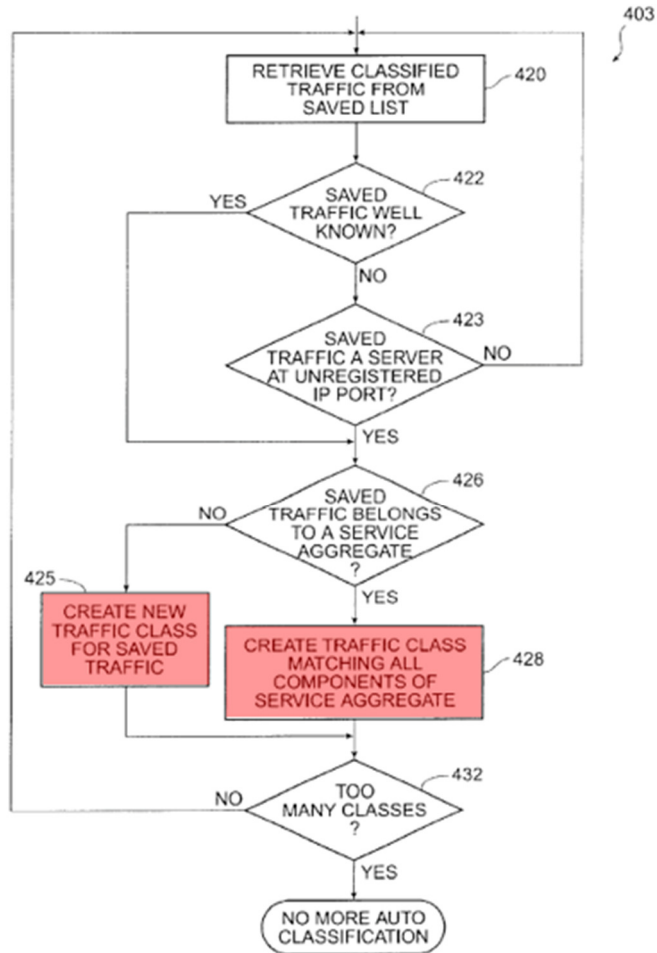 403
RETRIEVE CLASSIFIED
TRAFFIC FROM
SAVED LIST
420
SAVED
TRAFFIC WELL
KNOWN?
422
YES
NO
SAVED
TRAFFIC A SERVER
AT UNREGISTERED
IP PORT?
423
NO
YES
SAVED
TRAFFIC BELONGS
TO A SERVICE
AGGREGATE
?
426
NO
YES
425
CREATE NEW
TRAFFIC CLASS
FOR SAVED
TRAFFIC
CREATE TRAFFIC CLASS
MATCHING ALL
COMPONENTS OF
SERVICE AGGREGATE
428
TOO
MANY CLASSES
?
432
NO
YES
NO MORE AUTO
CLASSIFICATION